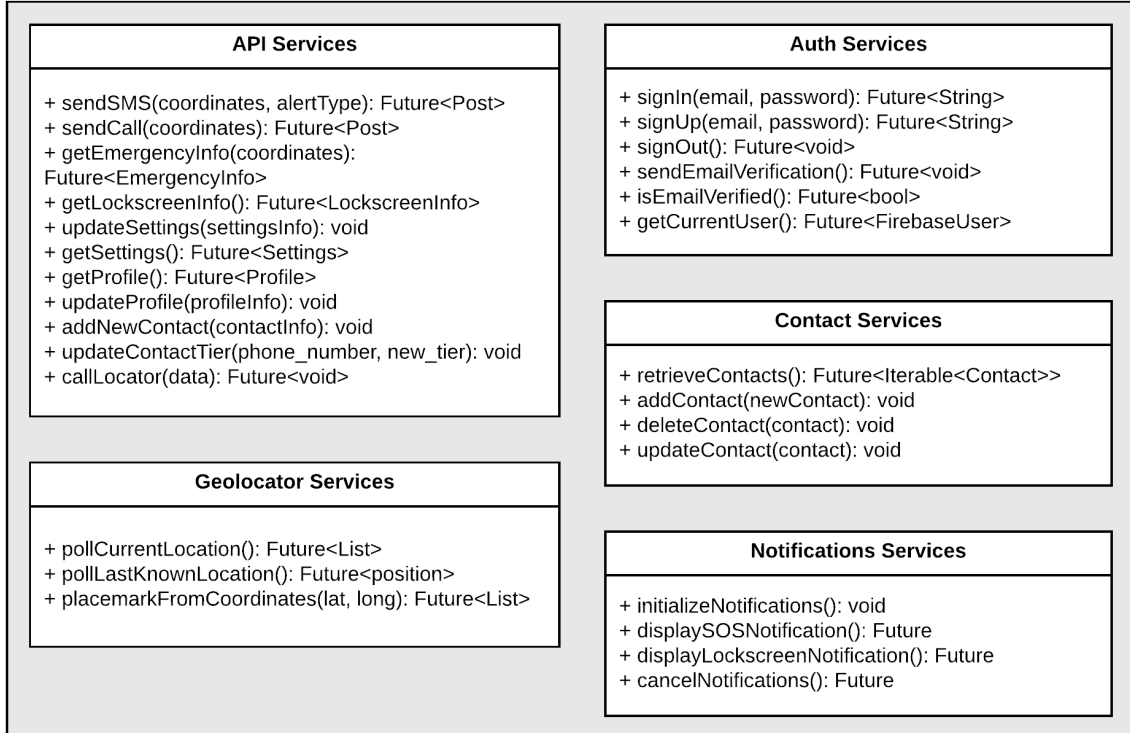 API Services
+ sendSMS(coordinates, alertType): Future<Post>
+ sendCall(coordinates): Future<Post>
+ getEmergencyInfo(coordinates):
Future<EmergencyInfo>
+ getLockscreenInfo(): Future<LockscreenInfo>
+ updateSettings(settingsInfo): void
+ getSettings(): Future<Settings>
+ getProfile(): Future<Profile>
+ updateProfile(profileInfo): void
+ addNewContact(contactInfo): void
+ updateContactTier(phone_number, new_tier): void
+ callLocator(data): Future<void>
Geolocator Services
+ pollCurrentLocation(): Future<List>
+ pollLastKnownLocation(): Future<position>
+ placemarkFromCoordinates(lat, long): Future<List>
Auth Services
+ signIn(email, password): Future<String>
+ signUp(email, password): Future<String>
+ signOut(): Future<void>
+ sendEmailVerification(): Future<void>
+ isEmailVerified(): Future<bool>
+ getCurrentUser(): Future<FirebaseUser>
Contact Services
+ retrieveContacts(): Future<Iterable<Contact>>
+ addContact(newContact): void
+ deleteContact(contact): void
+ updateContact(contact): void
Notifications Services
+ initializeNotifications(): void
+ displaySOSNotification(): Future
+ displayLockscreenNotification(): Future
+ cancelNotifications(): Future